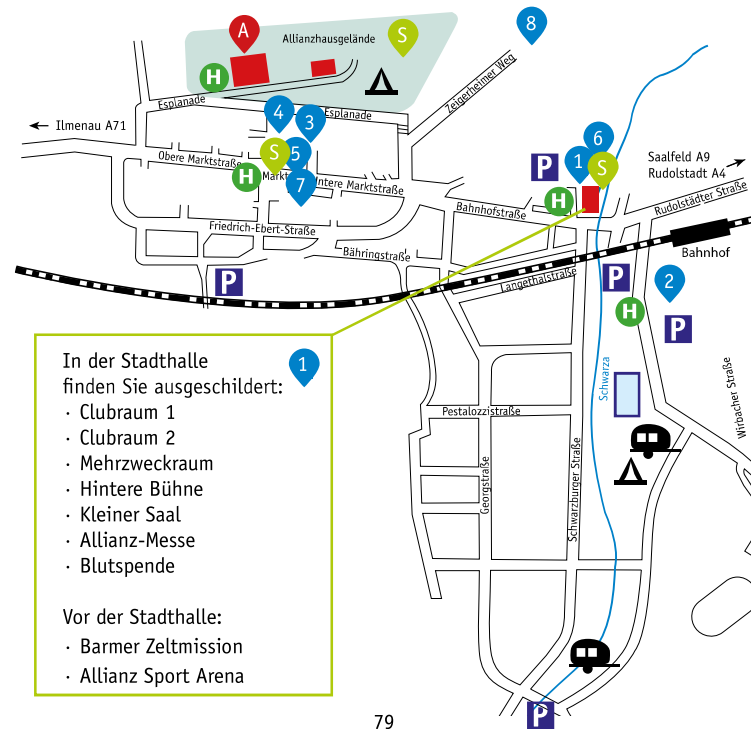 8
A
Allianzhausgelände
S
H
Esplanade
Esplanade
Zeigerheimer Weg
4
3
Ilmenau A71
Obere Marktstraße
S
5
H
Markt
7
Hintere Marktstraße
6
1
S
P
H
Saalfeld A9
Rudolstadt A4
Rudolstädter Straße
Bahnhofstraße
Friedrich-Ebert-Straße
Bähringstraße
Bahnhof
P
Langethalstraße
P
2
H
P
Schwarza
Wirbacher Straße
Pestalozzistraße
Georgstraße
Schwarzburger Straße
P
In der Stadthalle
finden Sie ausgeschildert:
1
· Clubraum 1
· Clubraum 2
· Mehrzweckraum
· Hintere Bühne
· Kleiner Saal
· Allianz-Messe
· Blutspende
Vor der Stadthalle:
· Barmer Zeltmission
· Allianz Sport Arena
79